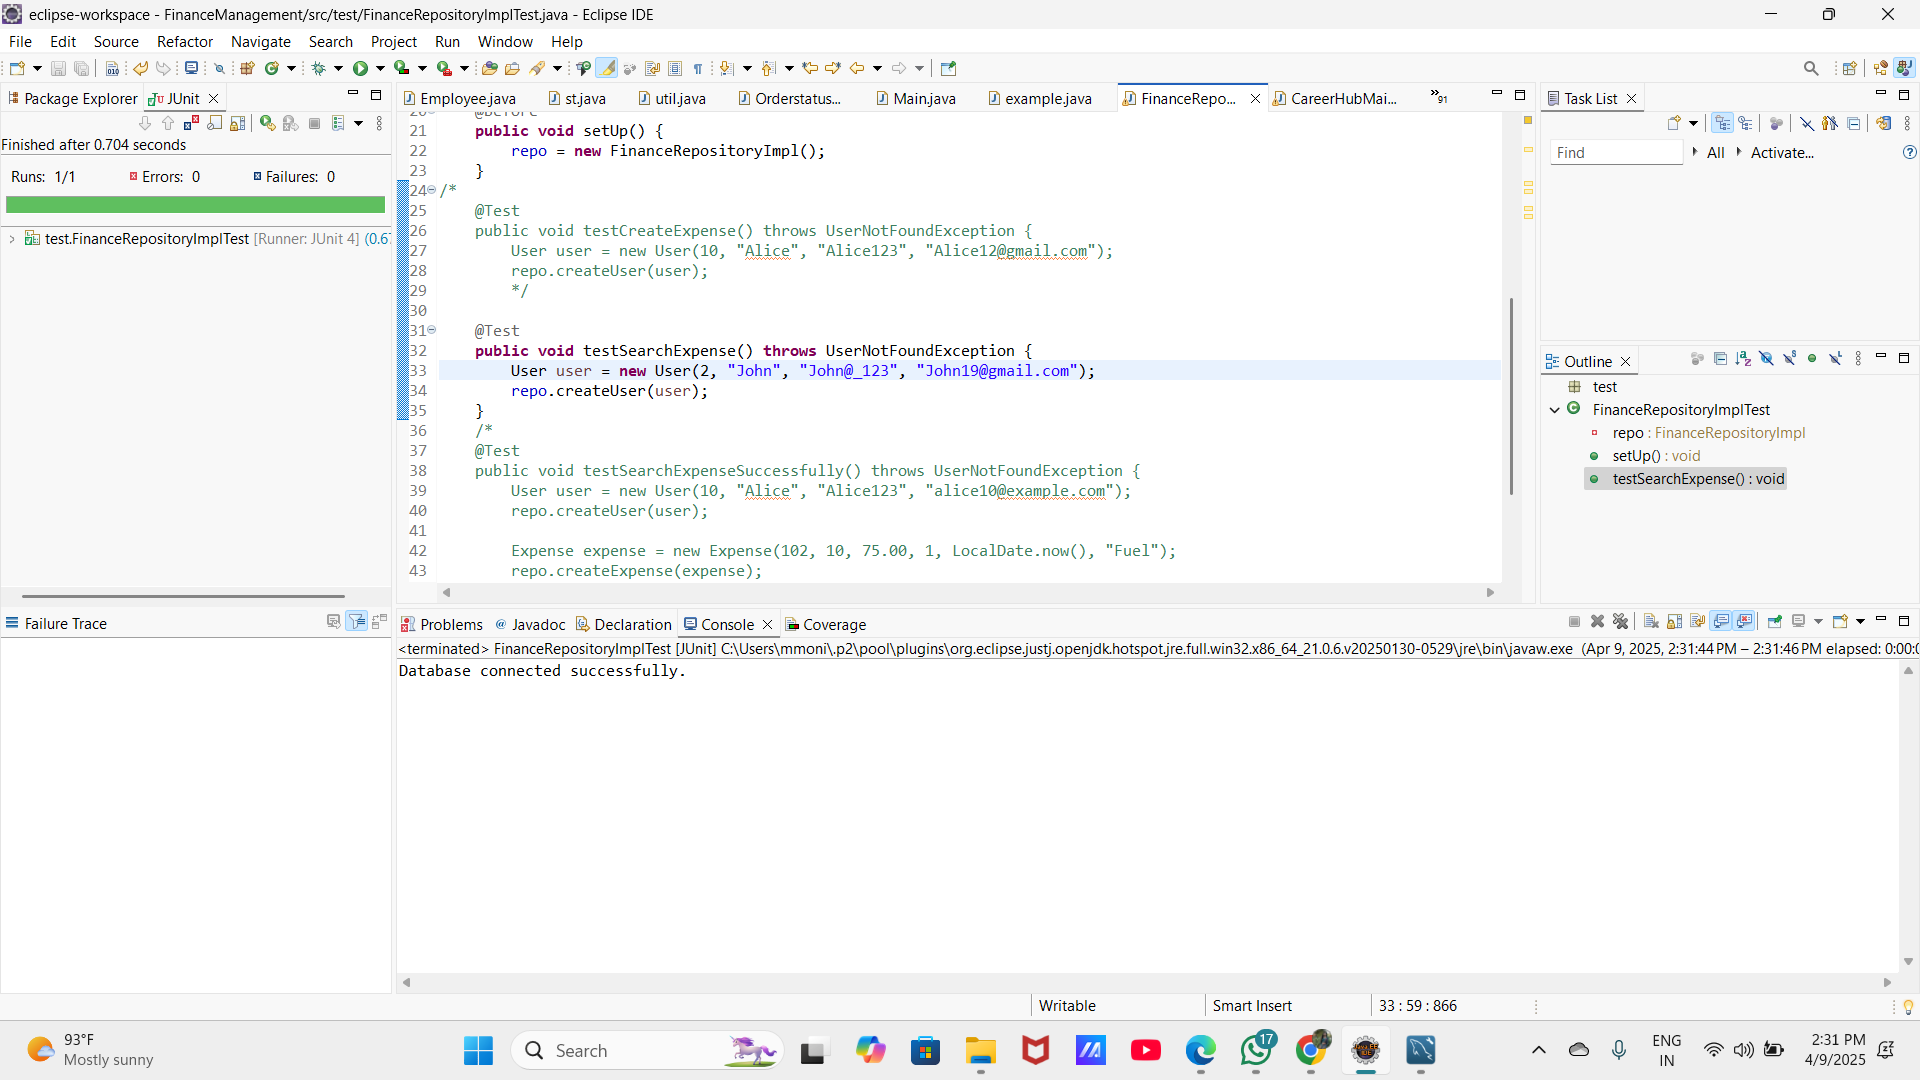 eclipse-workspace - FinanceManagement/src/test/FinanceRepositoryImplTest.java - Eclipse IDE
File Edit Source Refactor Navigate Search Project Run Window Help
Package Explorer JUnit
Finished after 0.704 seconds
Runs: 1/1 Errors: 0 Failures: 0
test.FinanceRepositoryImplTest [Runner: JUnit 4] (0.67
Failure Trace
Employee.java st.java util.java Orderstatus... Main.java example.java FinanceRepo... CareerHubMai... »91
20 @Before
21 public void setUp() {
22 repo = new FinanceRepositoryImpl();
23 }
24 /*
25 @Test
26 public void testCreateExpense() throws UserNotFoundException {
27 User user = new User(10, "Alice", "Alice123", "Alice12@gmail.com");
28 repo.createUser(user);
29 */
30
31 @Test
32 public void testSearchExpense() throws UserNotFoundException {
33 User user = new User(2, "John", "John@_123", "John19@gmail.com");
34 repo.createUser(user);
35 }
36 /*
37 @Test
38 public void testSearchExpenseSuccessfully() throws UserNotFoundException {
39 User user = new User(10, "Alice", "Alice123", "alice10@example.com");
40 repo.createUser(user);
41
42 Expense expense = new Expense(102, 10, 75.00, 1, LocalDate.now(), "Fuel");
43 repo.createExpense(expense);
Task List
Find All Activate...
Outline
test
FinanceRepositoryImplTest
repo : FinanceRepositoryImpl
setUp() : void
testSearchExpense() : void
Problems @ Javadoc Declaration Console Coverage
<terminated> FinanceRepositoryImplTest [JUnit] C:\Users\mmoni\.p2\pool\plugins\org.eclipse.justj.openjdk.hotspot.jre.full.win32.x86_64_21.0.6.v20250130-0529\jre\bin\javaw.exe (Apr 9, 2025, 2:31:44 PM – 2:31:46 PM elapsed: 0:00:0
Database connected successfully.
Writable Smart Insert 33 : 59 : 866
93°F
Mostly sunny
Search
17
ENG
IN
2:31 PM
4/9/2025